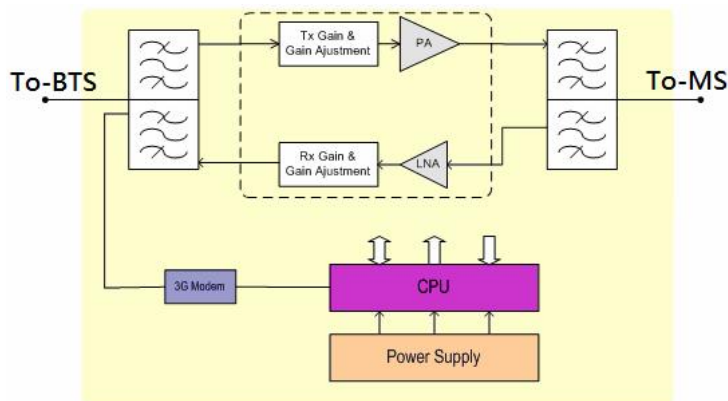 Tx Gain &
Gain Ajustment
PA
To-BTS
To-MS
Rx Gain &
Gain Ajustment
LNA
3G Modem
CPU
Power Supply